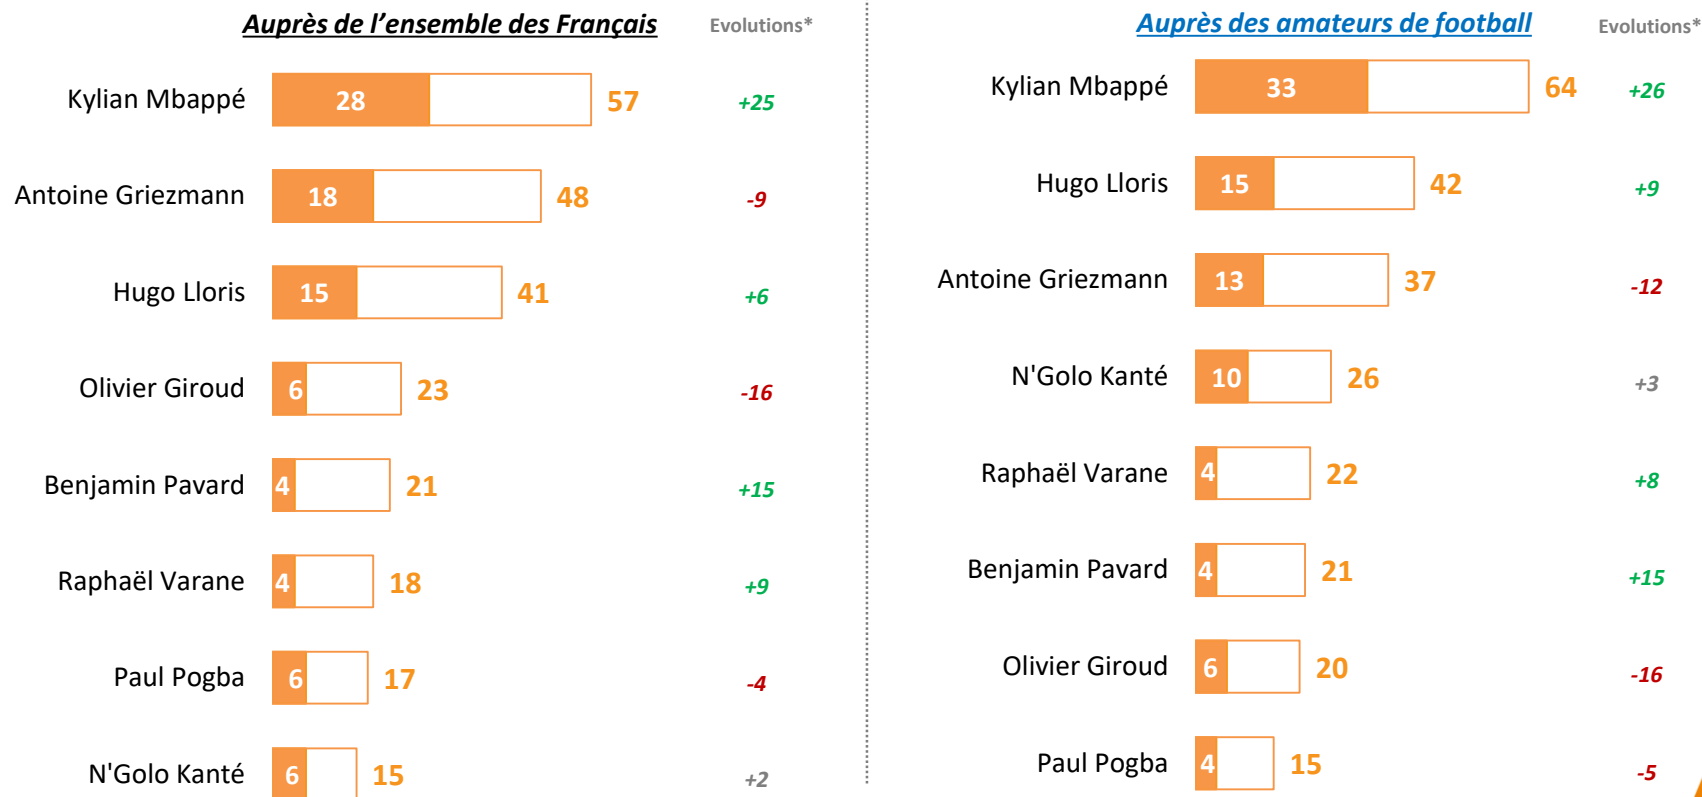 Auprès de l’ensemble des Français Evolutions*
Kylian Mbappé 28 57 +25
Antoine Griezmann 18 48 -9
Hugo Lloris 15 41 +6
Olivier Giroud 6 23 -16
Benjamin Pavard 4 21 +15
Raphaël Varane 4 18 +9
Paul Pogba 6 17 -4
N'Golo Kanté 6 15 +2
Auprès des amateurs de football Evolutions*
Kylian Mbappé 33 64 +26
Hugo Lloris 15 42 +9
Antoine Griezmann 13 37 -12
N'Golo Kanté 10 26 +3
Raphaël Varane 4 22 +8
Benjamin Pavard 4 21 +15
Olivier Giroud 6 20 -16
Paul Pogba 4 15 -5